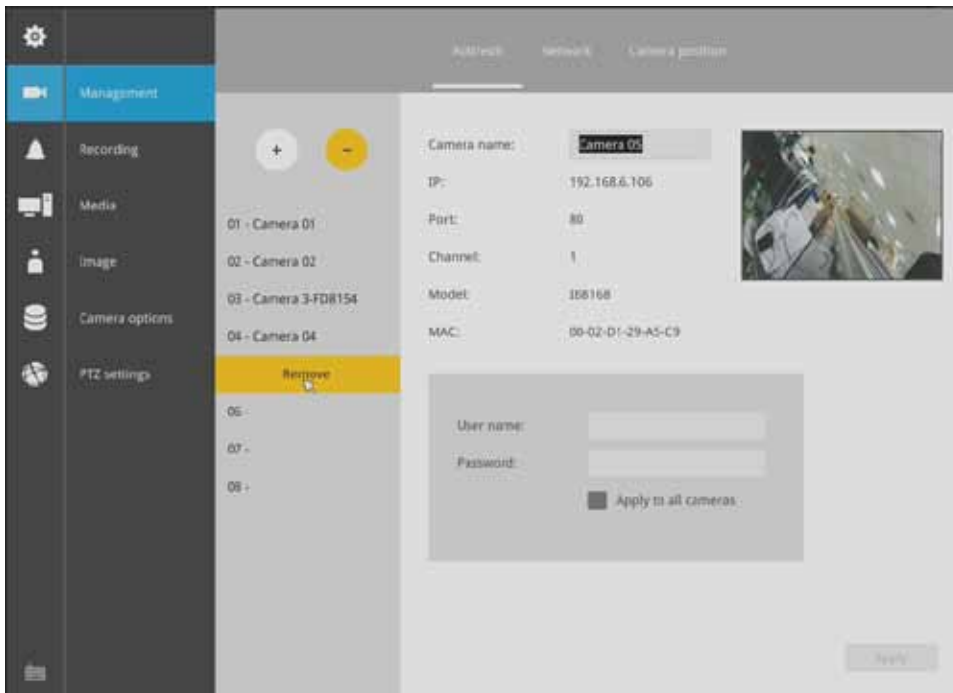 Address Network Camera position
Management
Recording
Media
Image
Camera options
PTZ settings
+ -
01 - Camera 01
02 - Camera 02
03 - Camera 3-FD8154
04 - Camera 04
Remove
06 -
07 -
08 -
Camera name: Camera 05
IP: 192.168.6.106
Port: 80
Channel: 1
Model:
MAC: 00-02-D1-29-A5-C9
User name:
Password:
Apply to all cameras
Apply